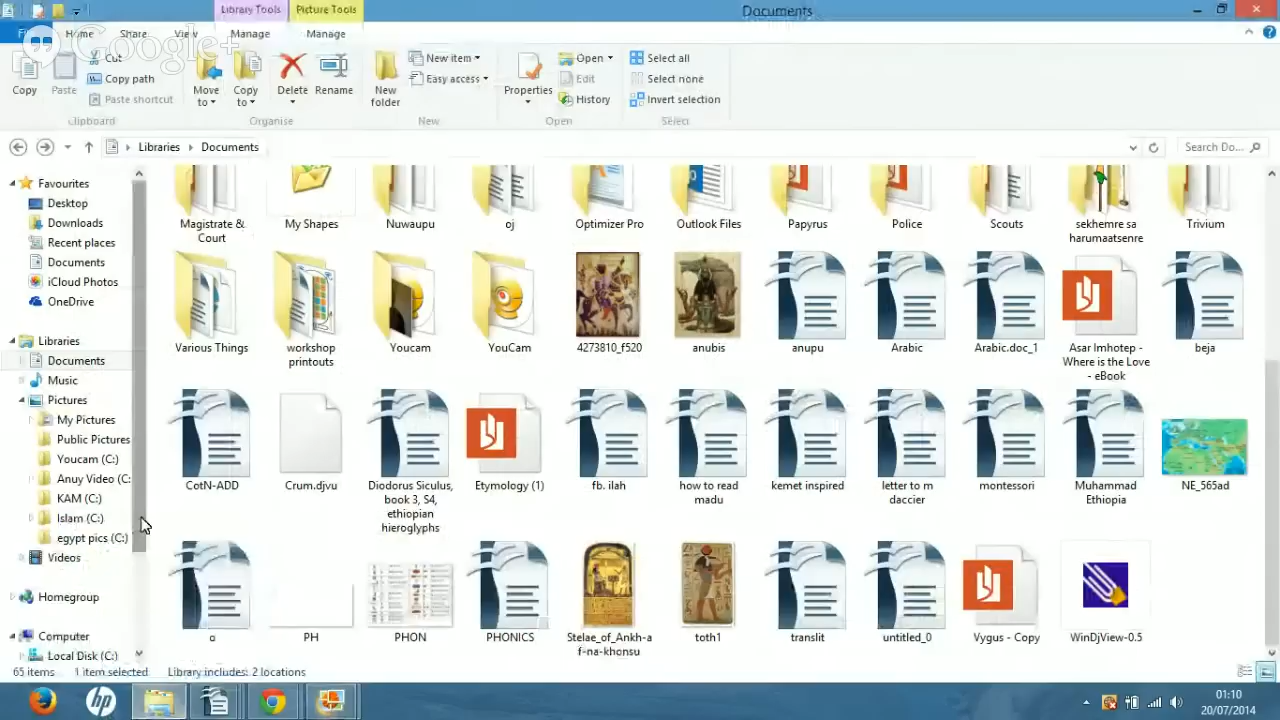 Library Tools
Picture Tools
Documents
Home
Share
View
Manage
Manage
Google+
Copy
Paste
Cut
Copy path
Paste shortcut
Clipboard
Move to
Copy to
Delete
Rename
Organise
New folder
New item
Easy access
New
Properties
Open
Edit
History
Open
Select all
Select none
Invert selection
Select
Libraries
Documents
Search Do...
Favourites
Desktop
Downloads
Recent places
Documents
iCloud Photos
OneDrive
Libraries
Documents
Music
Pictures
My Pictures
Public Pictures
Youcam (C:)
Anuy Video (C:
KAM (C:)
Islam (C:)
egypt pics (C:)
Videos
Homegroup
Computer
Local Disk (C:)
Magistrate &
Court
My Shapes
Nuwaupu
oj
Optimizer Pro
Outlook Files
Papyrus
Police
Scouts
sekhemre sa
harumaatsenre
Trivium
Various Things
workshop
printouts
Youcam
YouCam
4273810_f520
anubis
anupu
Arabic
Arabic.doc_1
Asar Imhotep -
Where is the Love
- eBook
beja
CotN-ADD
Crum.djvu
Diodorus Siculus,
book 3, S4,
ethiopian
hieroglyphs
Etymology (1)
fb. ilah
how to read
madu
kemet inspired
letter to m
daccier
montessori
Muhammad
Ethiopia
NE_565ad
o
PH
PHON
PHONICS
Stelae_of_Ankh-a
f-na-khonsu
toth1
translit
untitled_0
Vygus - Copy
WinDjView-0.5
65 items
1 item selected
Library includes: 2 locations
01:10
20/07/2014